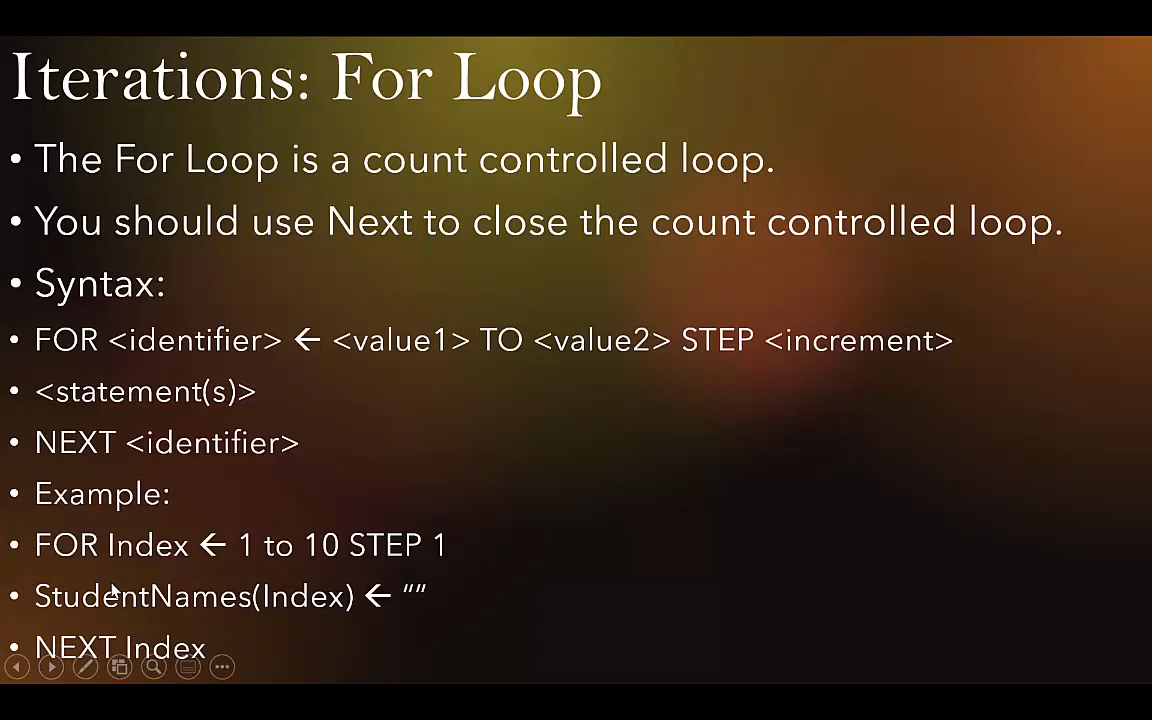 Iterations: For Loop
• The For Loop is a count controlled loop.
• You should use Next to close the count controlled loop.
• Syntax:
• FOR <identifier> ← <value1> TO <value2> STEP <increment>
• <statement(s)>
• NEXT <identifier>
• Example:
• FOR Index ← 1 to 10 STEP 1
• StudentNames(Index) ← “”
• NEXT Index